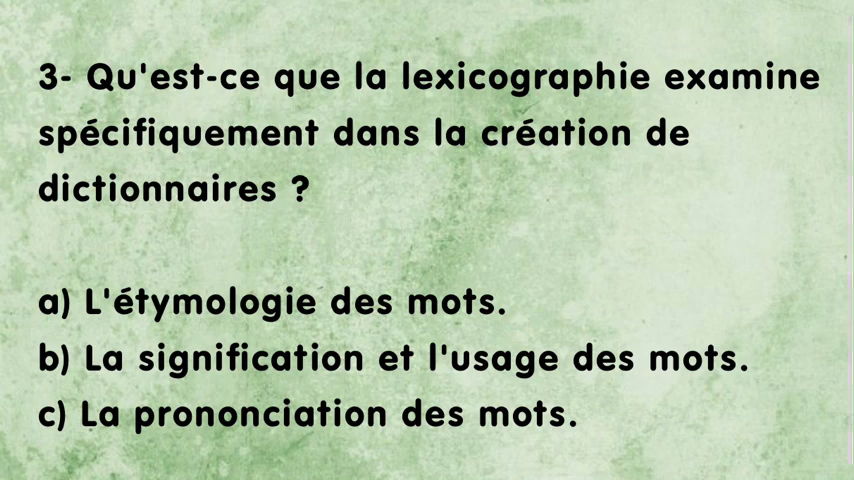 3- Qu'est-ce que la lexicographie examine
spécifiquement dans la création de
dictionnaires ?
a) L'étymologie des mots.
b) La signification et l'usage des mots.
c) La prononciation des mots.